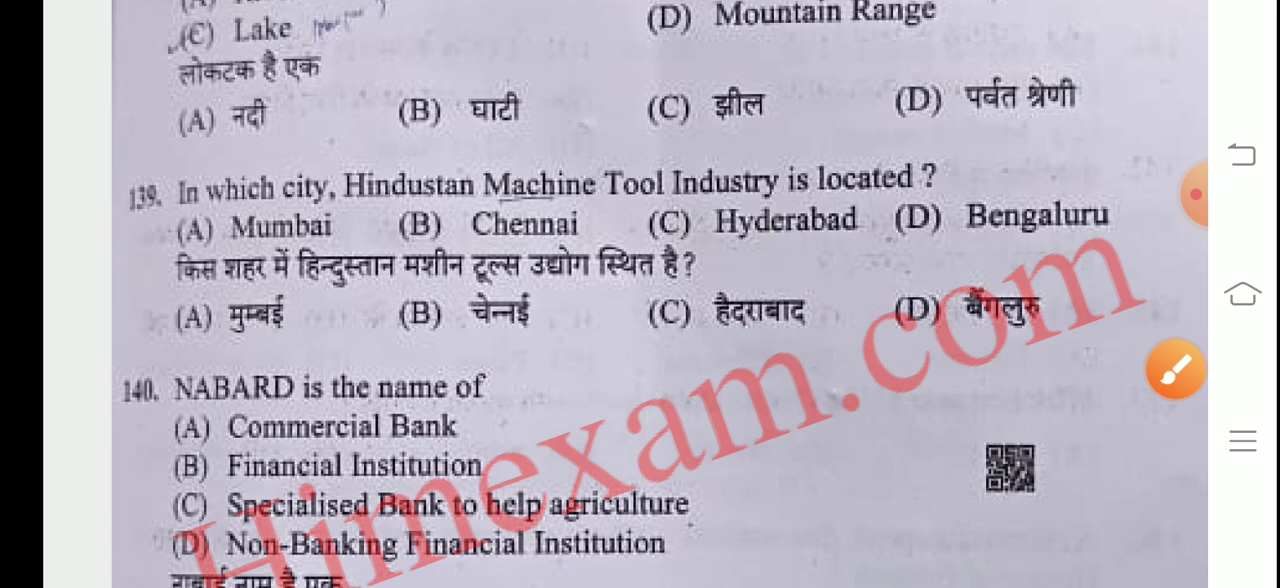 (C) Lake (D) Mountain Range
लोकटक है एक
(A) नदी (B) घाटी (C) झील (D) पर्वत श्रेणी
139. In which city, Hindustan Machine Tool Industry is located ?
(A) Mumbai (B) Chennai (C) Hyderabad (D) Bengaluru
किस शहर में हिन्दुस्तान मशीन टूल्स उद्योग स्थित है?
(A) मुम्बई (B) चेन्नई (C) हैदराबाद (D) बैंगलुरु
140. NABARD is the name of
(A) Commercial Bank
(B) Financial Institution
(C) Specialised Bank to help agriculture
(D) Non-Banking Financial Institution
Himexam.com